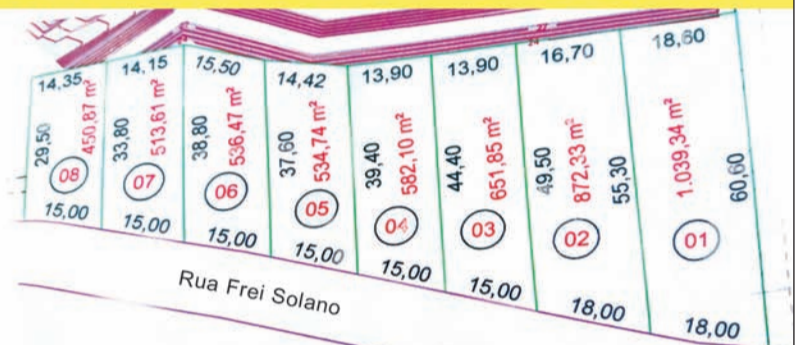 14,35 14,15 15,50 14,42 13,90 13,90 16,70 18,60
29,50 450,87 m² 33,80 513,61 m² 38,80 536,47 m² 37,60 534,74 m² 39,40 582,10 m² 44,40 651,85 m² 49,50 872,33 m² 55,30 1.039,34 m² 60,60
08 07 06 05 04 03 02 01
15,00 15,00 15,00 15,00 15,00 15,00 18,00 18,00
Rua Frei Solano